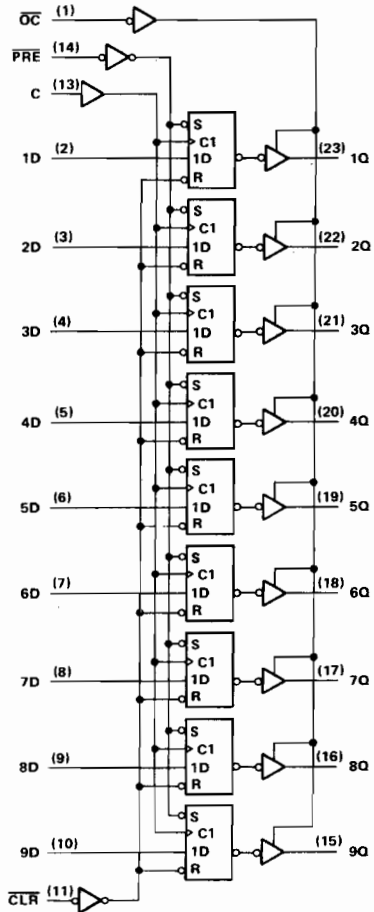 OC (1)
PRE (14)
C (13)
S
C1
1D (2) 1D (23) 1Q
R
S
C1
2D (3) 1D (22) 2Q
R
S
C1
3D (4) 1D (21) 3Q
R
S
C1
4D (5) 1D (20) 4Q
R
S
C1
5D (6) 1D (19) 5Q
R
S
C1
6D (7) 1D (18) 6Q
R
S
C1
7D (8) 1D (17) 7Q
R
S
C1
8D (9) 1D (16) 8Q
R
S
C1
9D (10) 1D (15) 9Q
R
CLR (11)